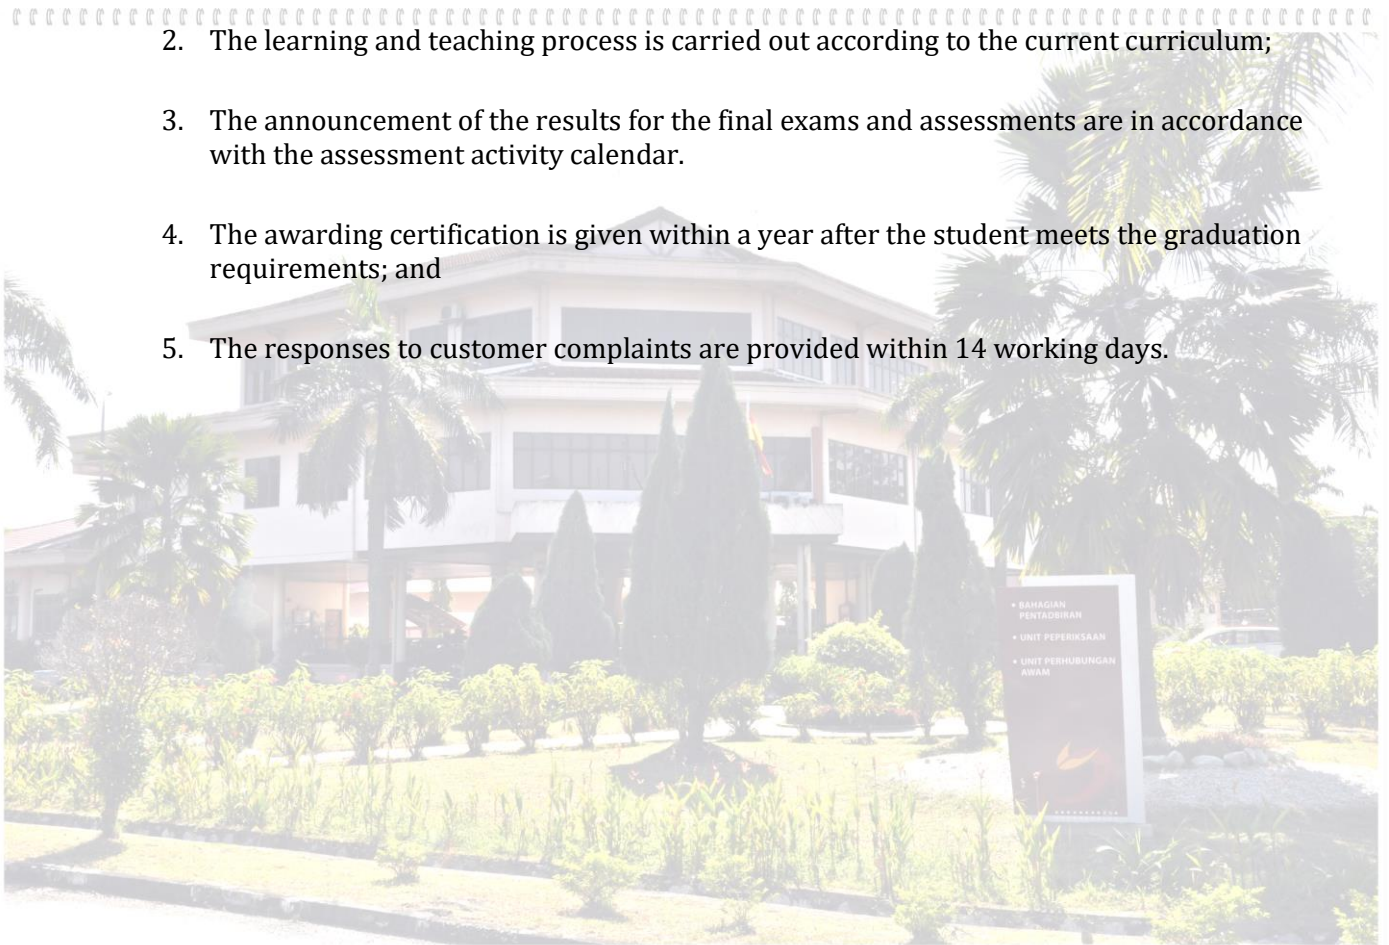 2. The learning and teaching process is carried out according to the current curriculum;
3. The announcement of the results for the final exams and assessments are in accordance
with the assessment activity calendar.
4. The awarding certification is given within a year after the student meets the graduation
requirements; and
5. The responses to customer complaints are provided within 14 working days.
• BAHAGIAN
PENTADBIRAN
• UNIT PEPERIKSAAN
• UNIT PERHUBUNGAN
AWAM